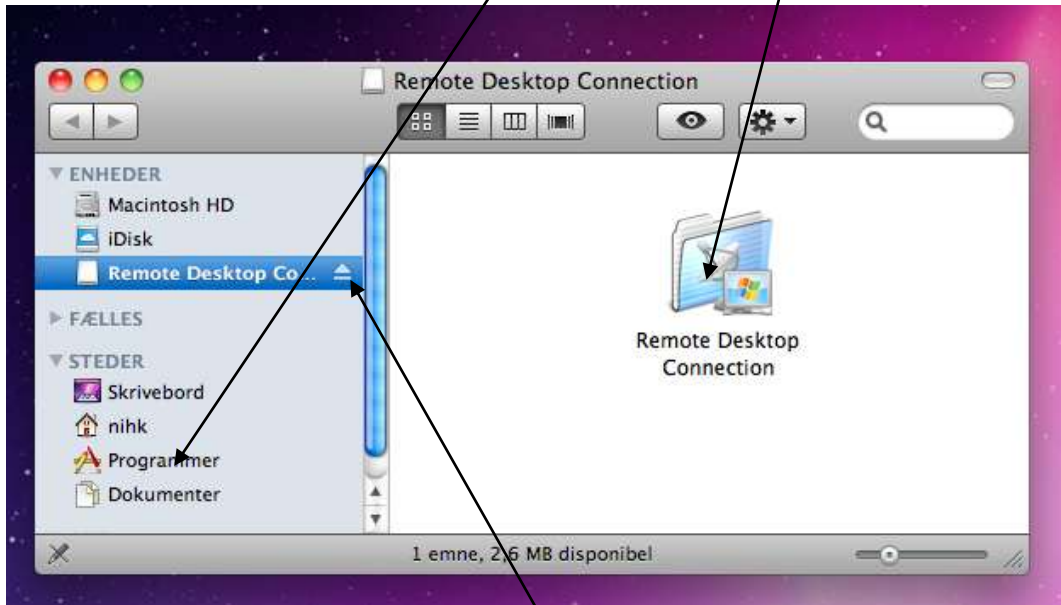 Remote Desktop Connection
ENHEDER
Macintosh HD
iDisk
Remote Desktop Co...
FÆLLES
STEDER
Skrivebord
nihk
Programmer
Dokumenter
Remote Desktop
Connection
1 emne, 2,6 MB disponibel